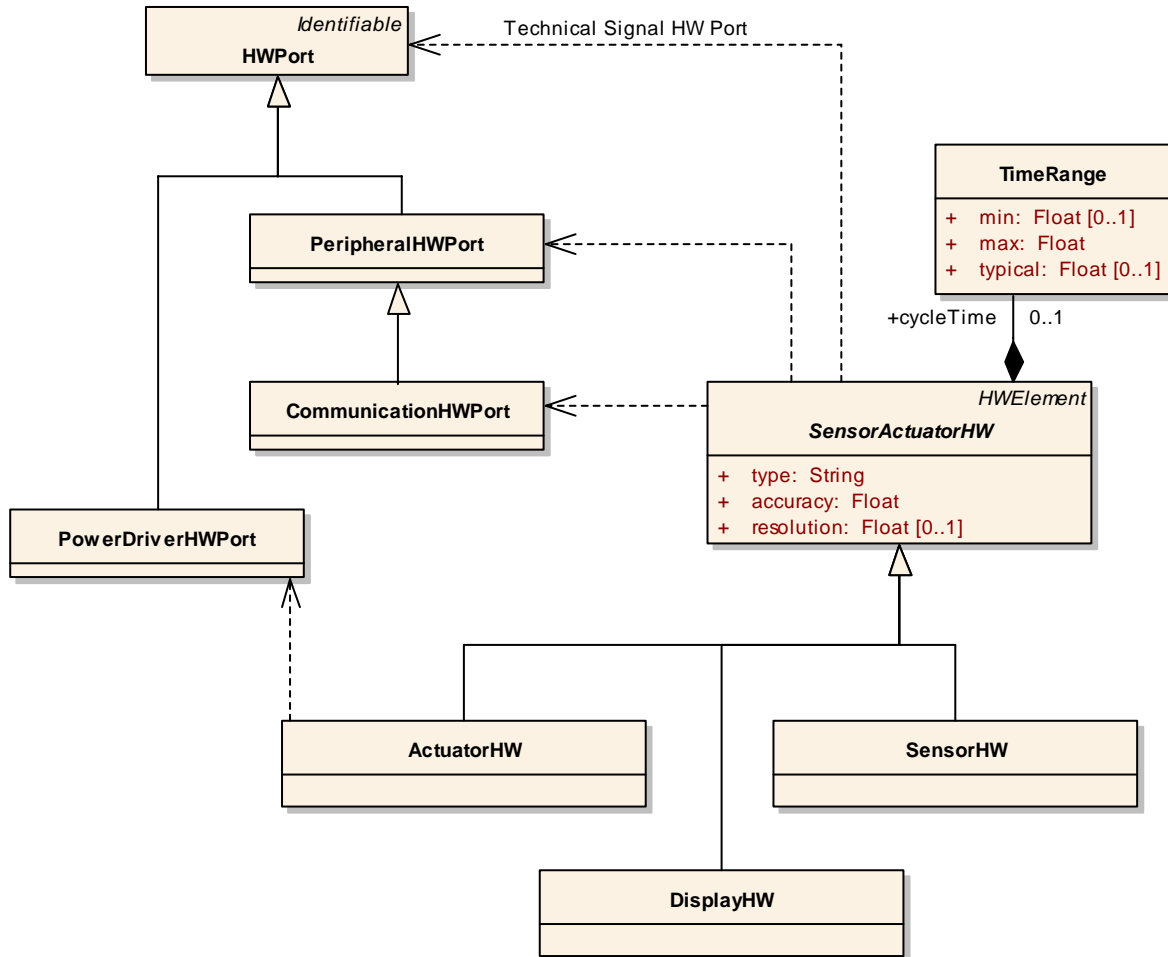 Identifiable
HWPort
Technical Signal HW Port
TimeRange
+ min: Float [0..1]
+ max: Float
+ typical: Float [0..1]
PeripheralHWPort
+cycleTime 0..1
CommunicationHWPort
HWElement
SensorActuatorHW
+ type: String
+ accuracy: Float
+ resolution: Float [0..1]
PowerDriverHWPort
ActuatorHW
SensorHW
DisplayHW